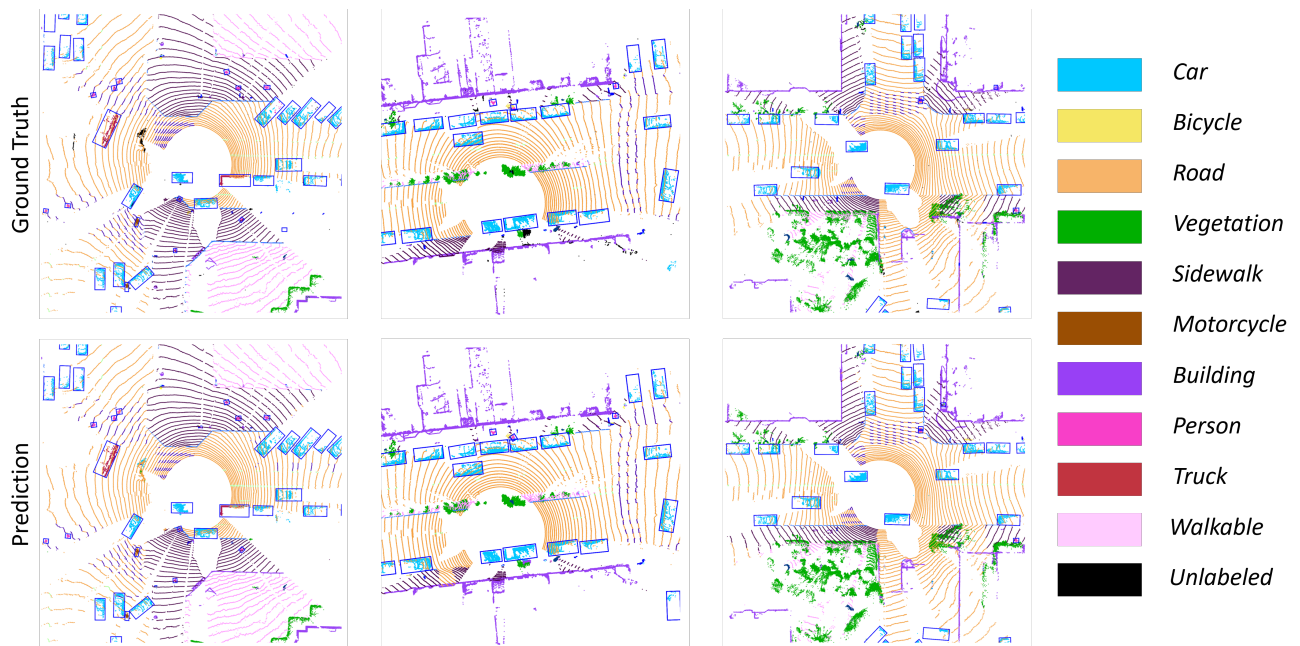 Ground Truth
Prediction
Car
Bicycle
Road
Vegetation
Sidewalk
Motorcycle
Building
Person
Truck
Walkable
Unlabeled